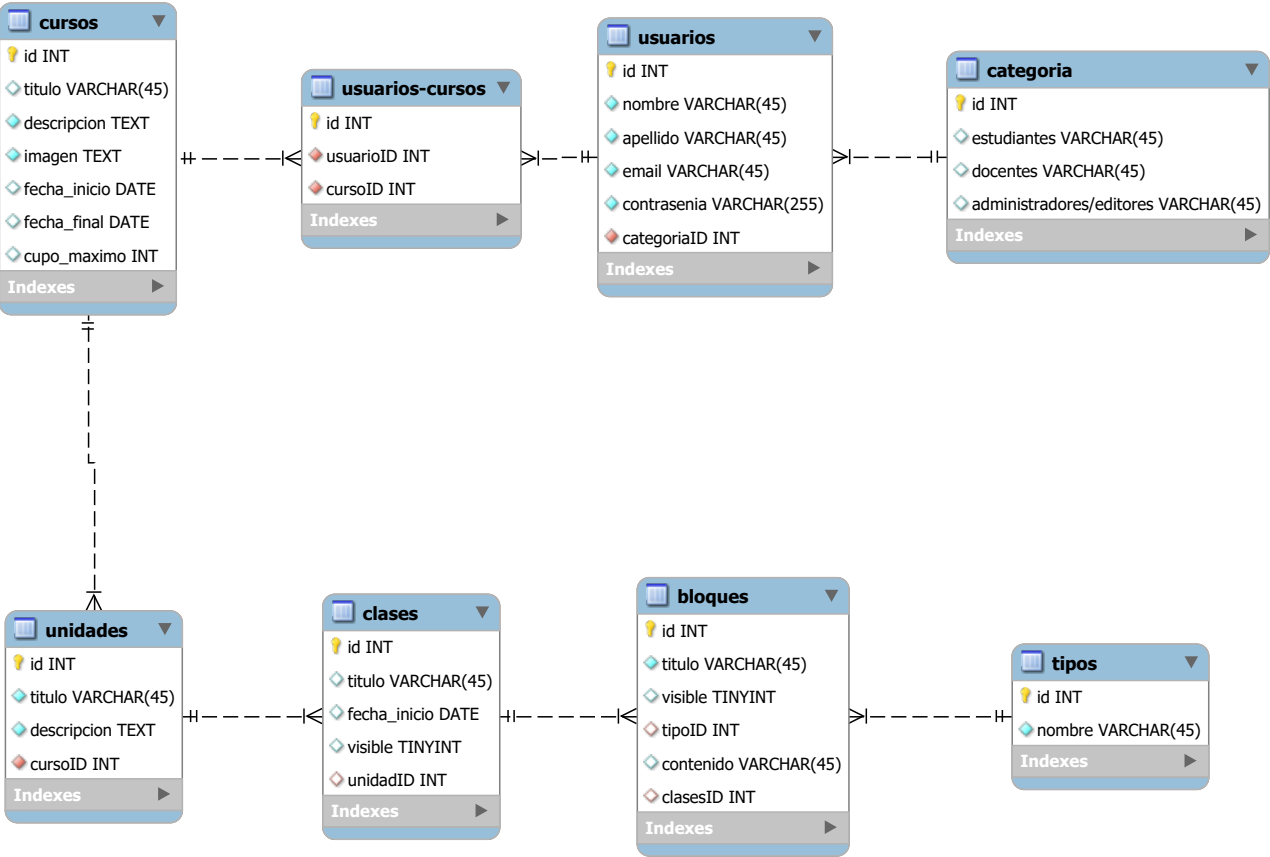 cursos
id INT
titulo VARCHAR(45)
descripcion TEXT
imagen TEXT
fecha_inicio DATE
fecha_final DATE
cupo_maximo INT
Indexes
usuarios-cursos
id INT
usuarioID INT
cursoID INT
Indexes
usuarios
id INT
nombre VARCHAR(45)
apellido VARCHAR(45)
email VARCHAR(45)
contrasenia VARCHAR(255)
categoriaID INT
Indexes
categoria
id INT
estudiantes VARCHAR(45)
docentes VARCHAR(45)
administradores/editores VARCHAR(45)
Indexes
unidades
id INT
titulo VARCHAR(45)
descripcion TEXT
cursoID INT
Indexes
clases
id INT
titulo VARCHAR(45)
fecha_inicio DATE
visible TINYINT
unidadID INT
Indexes
bloques
id INT
titulo VARCHAR(45)
visible TINYINT
tipoID INT
contenido VARCHAR(45)
clasesID INT
Indexes
tipos
id INT
nombre VARCHAR(45)
Indexes